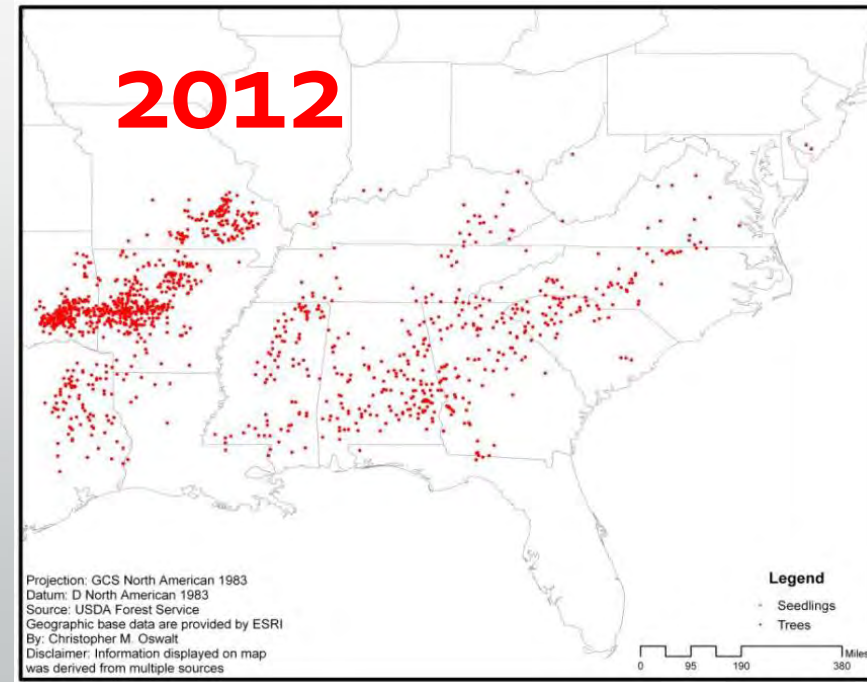 2012
Projection: GCS North American 1983
Datum: D North American 1983
Source: USDA Forest Service
Geographic base data are provided by ESRI
By: Christopher M. Oswalt
Disclaimer: Information displayed on map
was derived from multiple sources
Legend
Seedlings
Trees
Miles
0 95 190 380